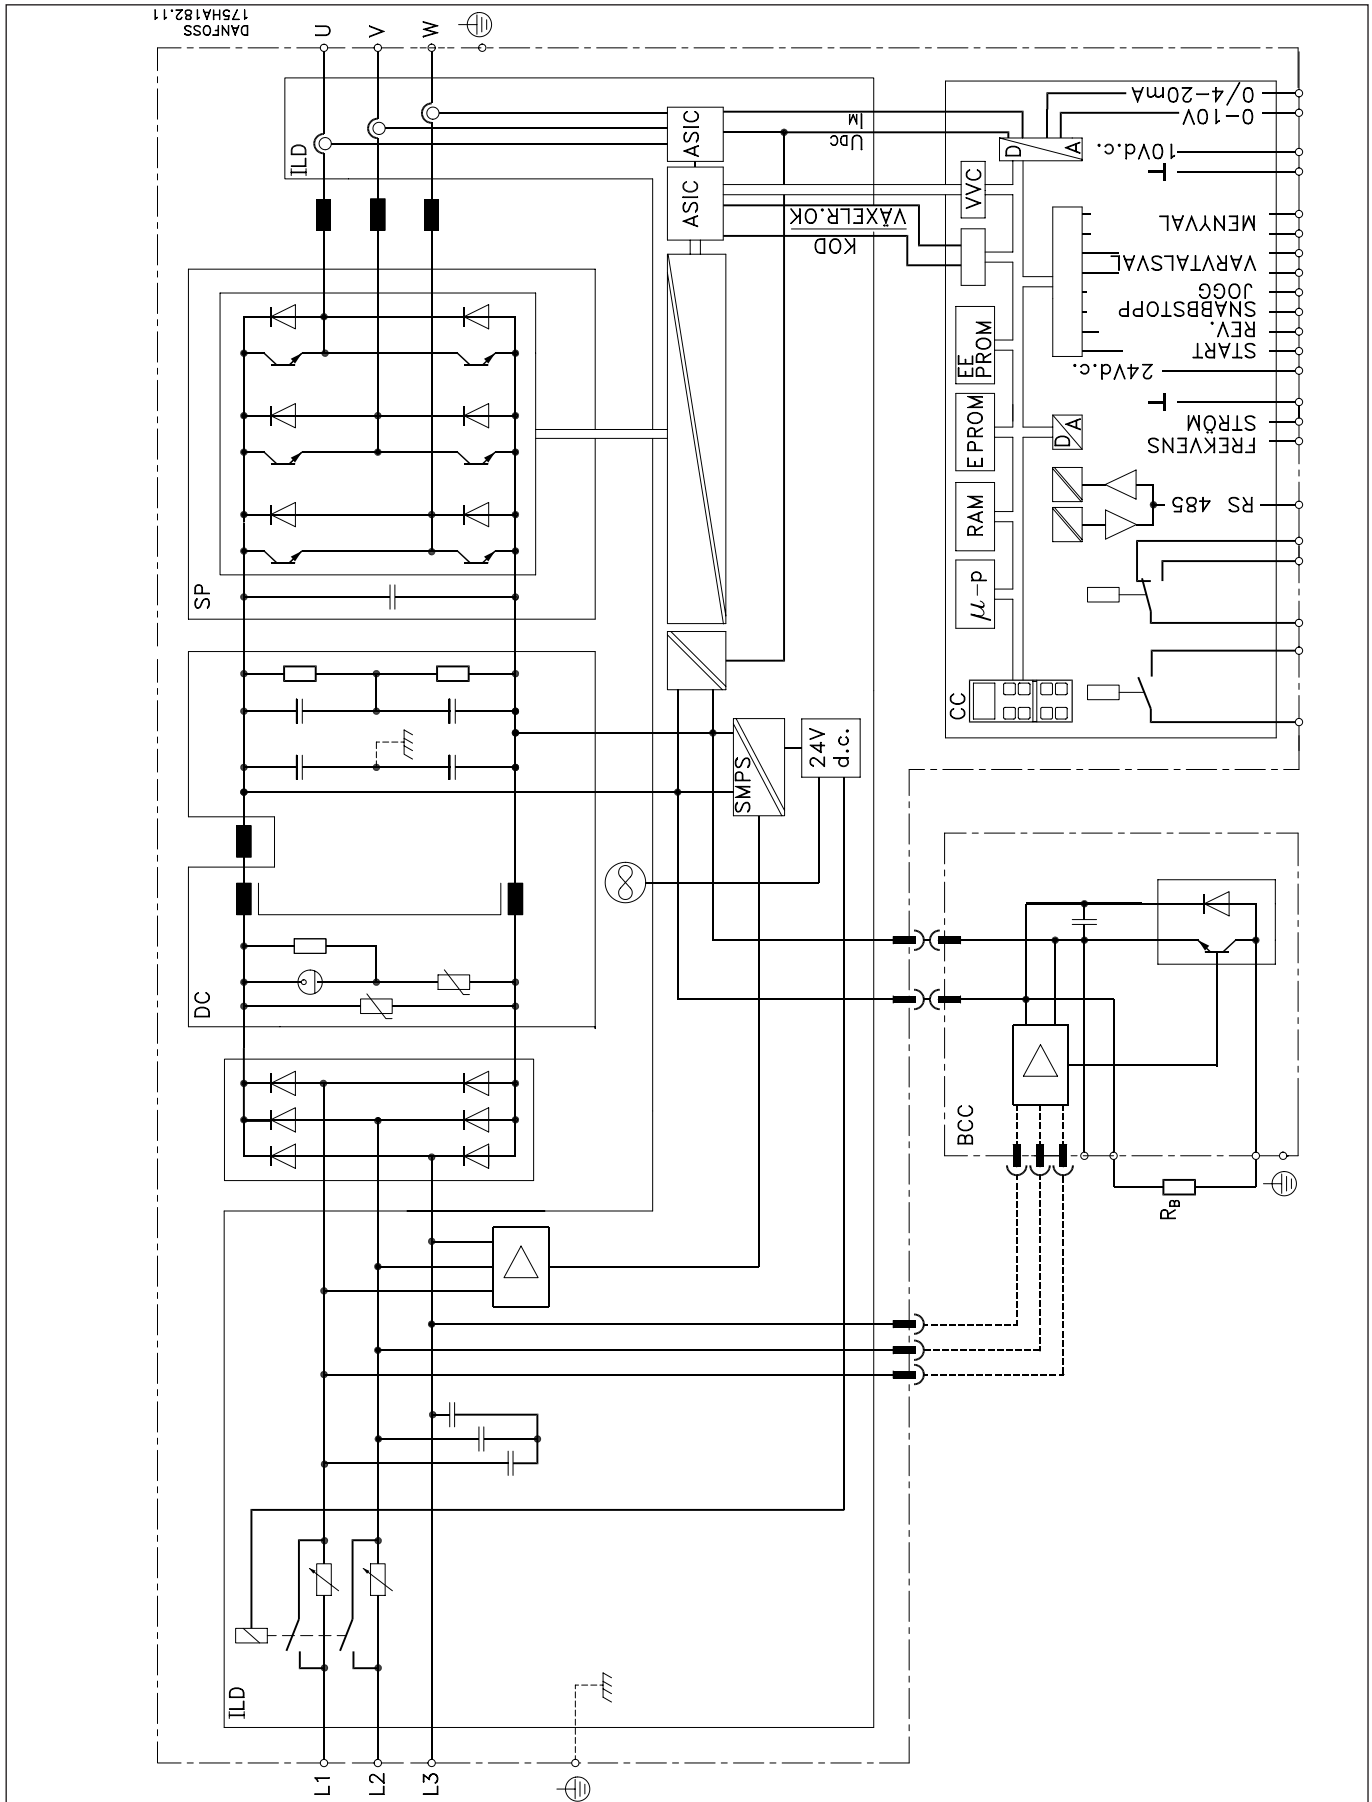 DANFOSS
175HA182.11
U
V
W
ILD
ASIC
ASIC
UDC
IM
VÄXELR.OK
KOD
VVC
D
A
0/4-20mA
0-10V
10Vd.c.
MENYVAL
VARVTALSVAL
JOGG
SNABBSTOPP
REV.
START
24Vd.c.
STRÖM
FREKVENS
RS 485
EE
PROM
EPROM
D/A
RAM
µ-p
CC
SP
SMPS
24V
d.c.
DC
BCC
RB
ILD
L1
L2
L3